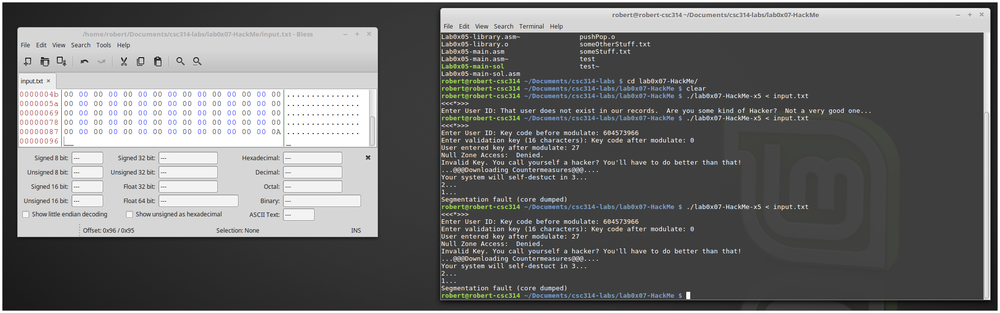 /home/robert/Documents/csc314-labs/lab0x07-HackMe/input.txt - Bless
File Edit View Search Tools Help
input.txt
0000004b 00 00 00 00 00 00 00 00 00 00 00 00 00 00 00 ...............
0000005a 00 00 00 00 00 00 00 00 00 00 00 00 00 00 00 ...............
00000069 00 00 00 00 00 00 00 00 00 00 00 00 00 00 00 ...............
00000078 00 00 00 00 00 00 00 00 00 00 00 00 00 00 00 ...............
00000087 00 00 00 00 00 00 00 00 00 00 00 00 00 00 0A ...............
00000096
Signed 8 bit: --- Signed 32 bit: --- Hexadecimal: ---
Unsigned 8 bit: --- Unsigned 32 bit: --- Decimal: ---
Signed 16 bit: --- Float 32 bit: --- Octal: ---
Unsigned 16 bit: --- Float 64 bit: --- Binary: ---
Show little endian decoding Show unsigned as hexadecimal ASCII Text: ---
Offset: 0x96 / 0x95 Selection: None INS
robert@robert-csc314 ~/Documents/csc314-labs/lab0x07-HackMe
File Edit View Search Terminal Help
Lab0x05-library.asm~ pushPop.o
Lab0x05-library.o someOtherStuff.txt
Lab0x05-main.asm someStuff.txt
Lab0x05-main.asm~ test
Lab0x05-main-sol test~
Lab0x05-main-sol.asm
robert@robert-csc314 ~/Documents/csc314-labs $ cd lab0x07-HackMe/
robert@robert-csc314 ~/Documents/csc314-labs/lab0x07-HackMe $ clear
robert@robert-csc314 ~/Documents/csc314-labs/lab0x07-HackMe $ ./lab0x07-HackMe-x5 < input.txt
<<<*>>>
Enter User ID: That user does not exist in our records.  Are you some kind of Hacker?  Not a very good one...
robert@robert-csc314 ~/Documents/csc314-labs/lab0x07-HackMe $ ./lab0x07-HackMe-x5 < input.txt
<<<*>>>
Enter User ID: Key code before modulate: 604573966
Enter validation key (16 characters): Key code after modulate: 0
User entered key after modulate: 27
Null Zone Access:  Denied.
Invalid Key. You call yourself a hacker? You'll have to do better than that!
...@@@Downloading Countermeasures@@@....
Your system will self-destuct in 3...
2...
1...
Segmentation fault (core dumped)
robert@robert-csc314 ~/Documents/csc314-labs/lab0x07-HackMe $ ./lab0x07-HackMe-x5 < input.txt
<<<*>>>
Enter User ID: Key code before modulate: 604573966
Enter validation key (16 characters): Key code after modulate: 0
User entered key after modulate: 27
Null Zone Access:  Denied.
Invalid Key. You call yourself a hacker? You'll have to do better than that!
...@@@Downloading Countermeasures@@@....
Your system will self-destuct in 3...
2...
1...
Segmentation fault (core dumped)
robert@robert-csc314 ~/Documents/csc314-labs/lab0x07-HackMe $